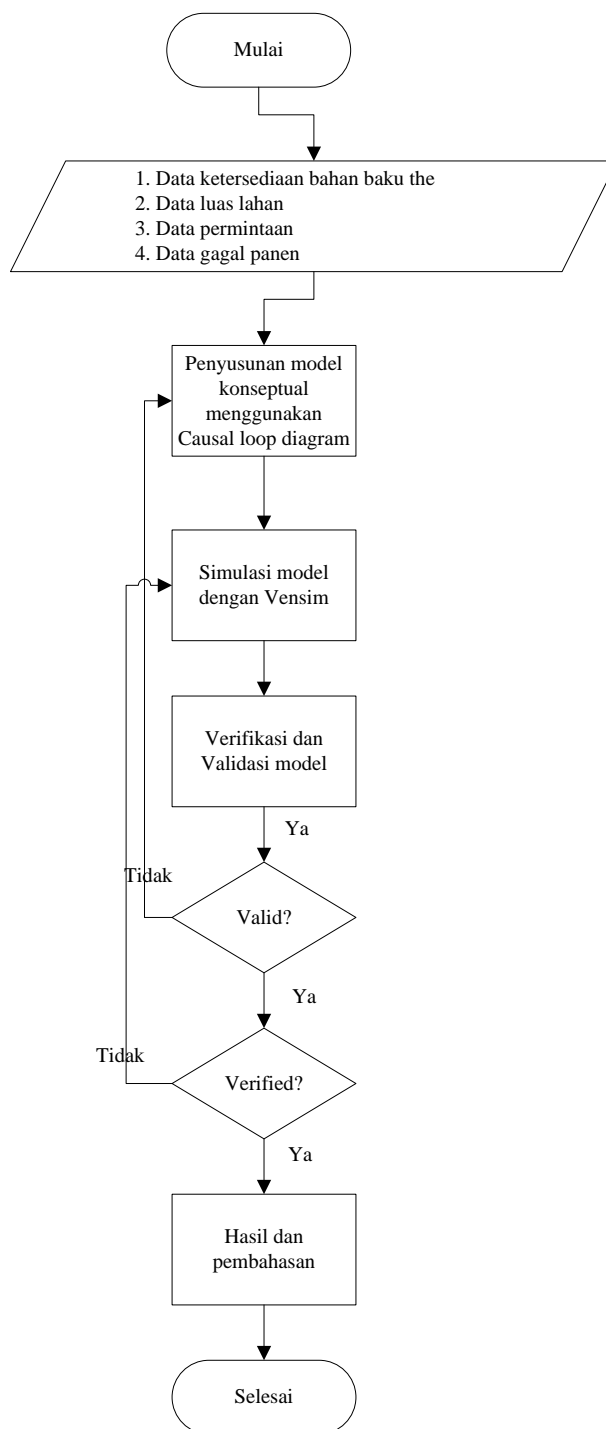 Mulai
1. Data ketersediaan bahan baku the
2. Data luas lahan
3. Data permintaan
4. Data gagal panen
Penyusunan model
konseptual
menggunakan
Causal loop diagram
Simulasi model
dengan Vensim
Verifikasi dan
Validasi model
Ya
Tidak
Valid?
Ya
Tidak
Verified?
Ya
Hasil dan
pembahasan
Selesai